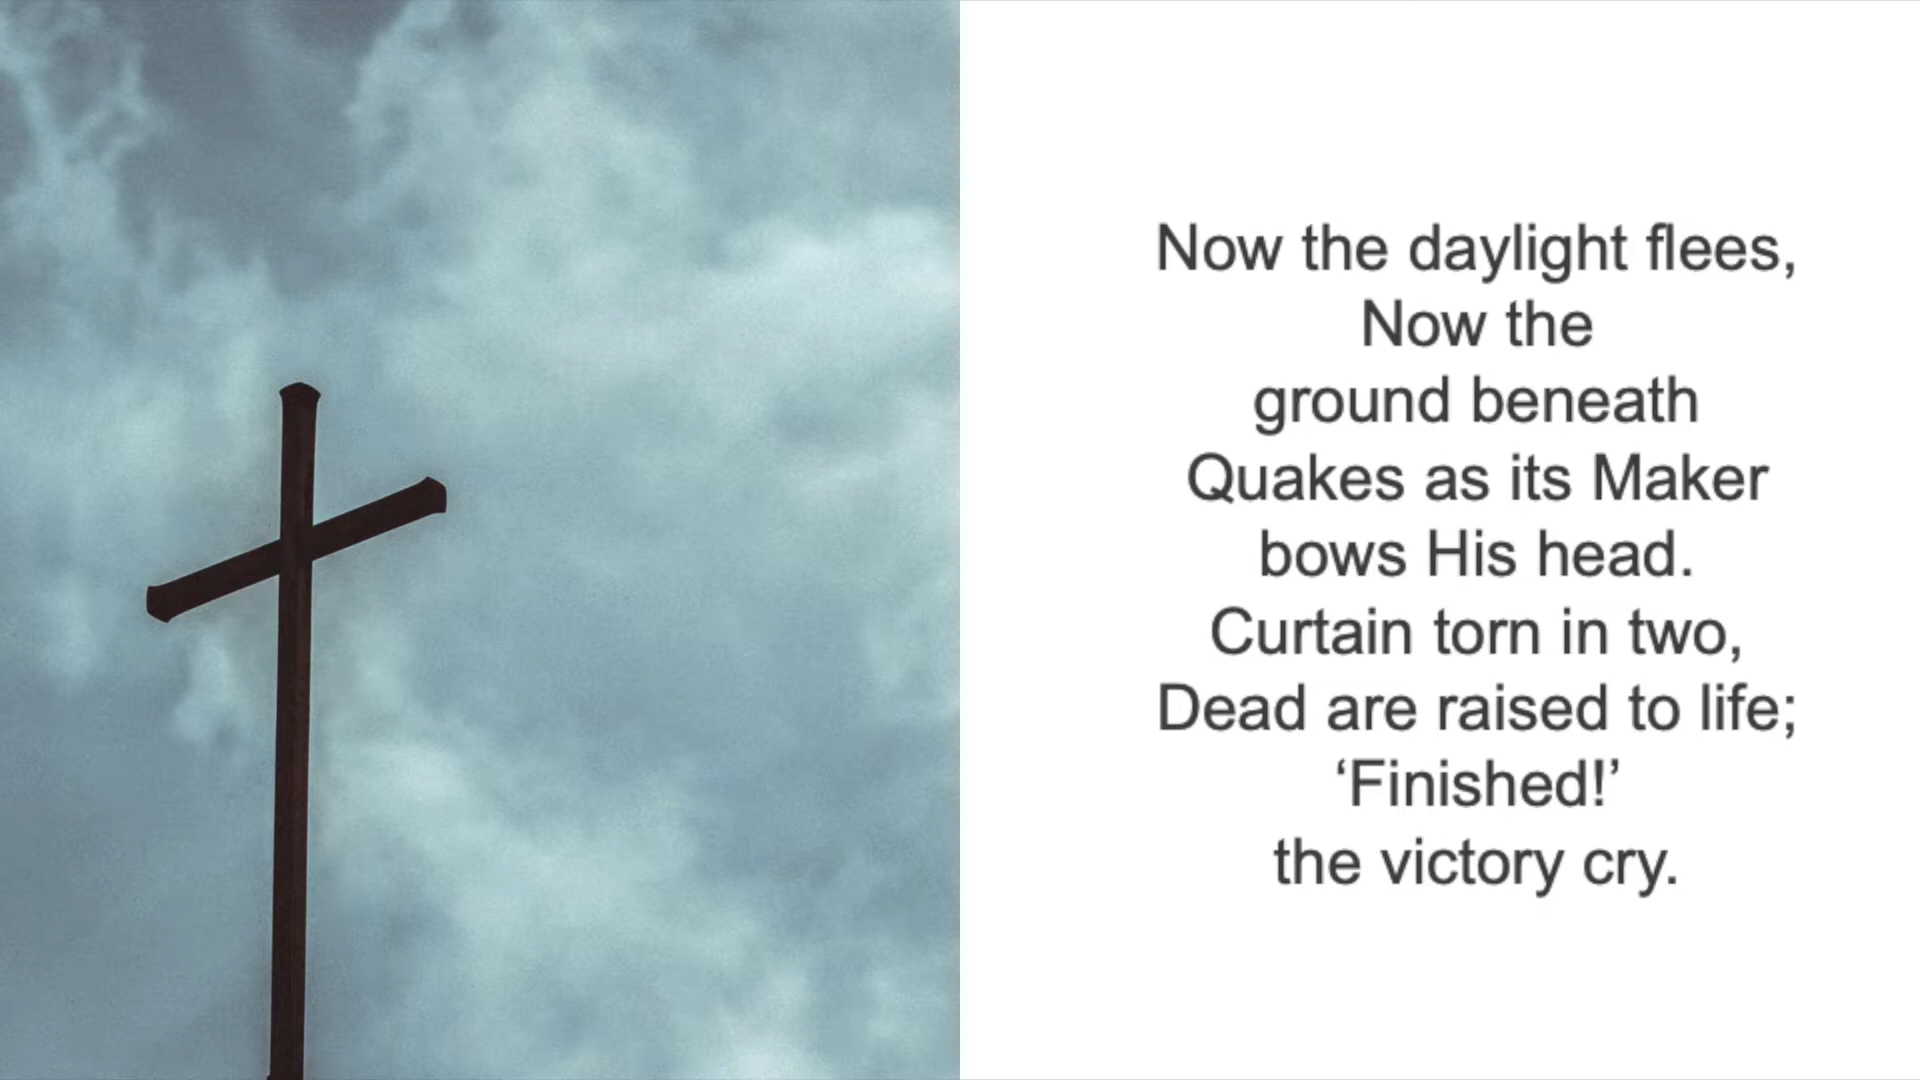 Now the daylight flees,
Now the
ground beneath
Quakes as its Maker
bows His head.
Curtain torn in two,
Dead are raised to life;
‘Finished!’
the victory cry.